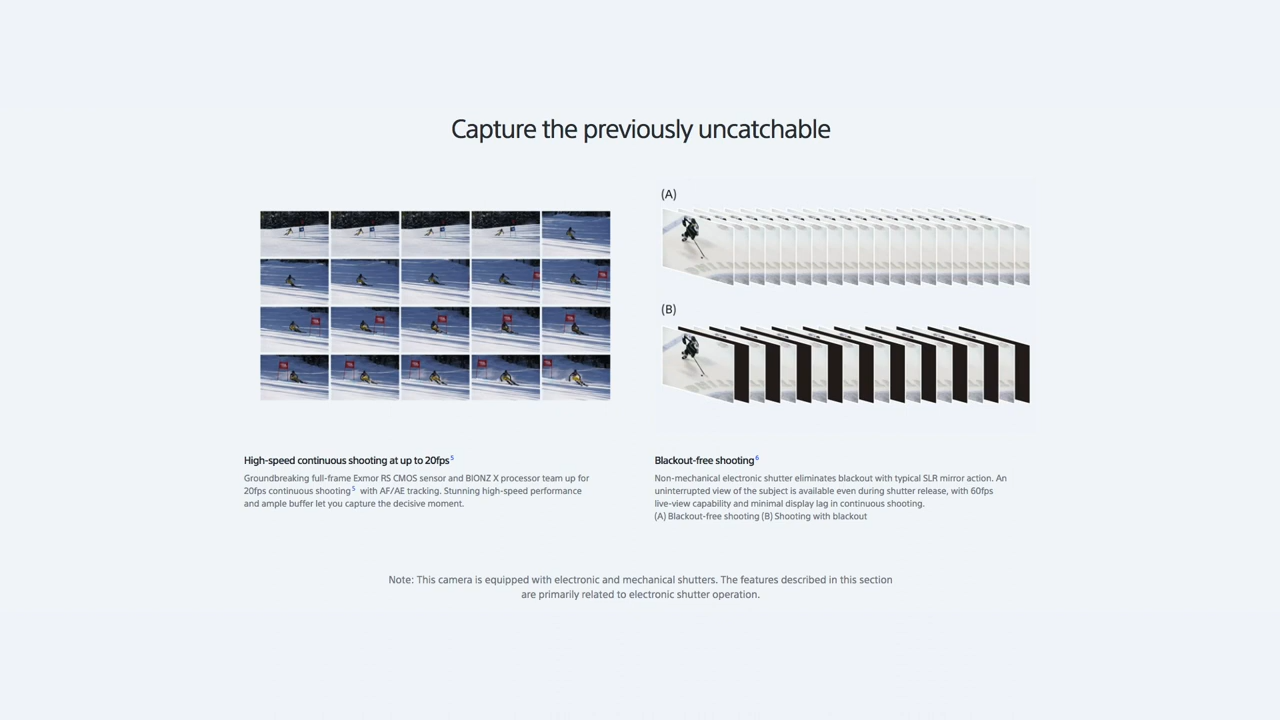 Capture the previously uncatchable
(A)
(B)
High-speed continuous shooting at up to 20fps5
Groundbreaking full-frame Exmor RS CMOS sensor and BIONZ X processor team up for
20fps continuous shooting5 with AF/AE tracking. Stunning high-speed performance
and ample buffer let you capture the decisive moment.
Blackout-free shooting6
Non-mechanical electronic shutter eliminates blackout with typical SLR mirror action. An
uninterrupted view of the subject is available even during shutter release, with 60fps
live-view capability and minimal display lag in continuous shooting.
(A) Blackout-free shooting (B) Shooting with blackout
Note: This camera is equipped with electronic and mechanical shutters. The features described in this section
are primarily related to electronic shutter operation.